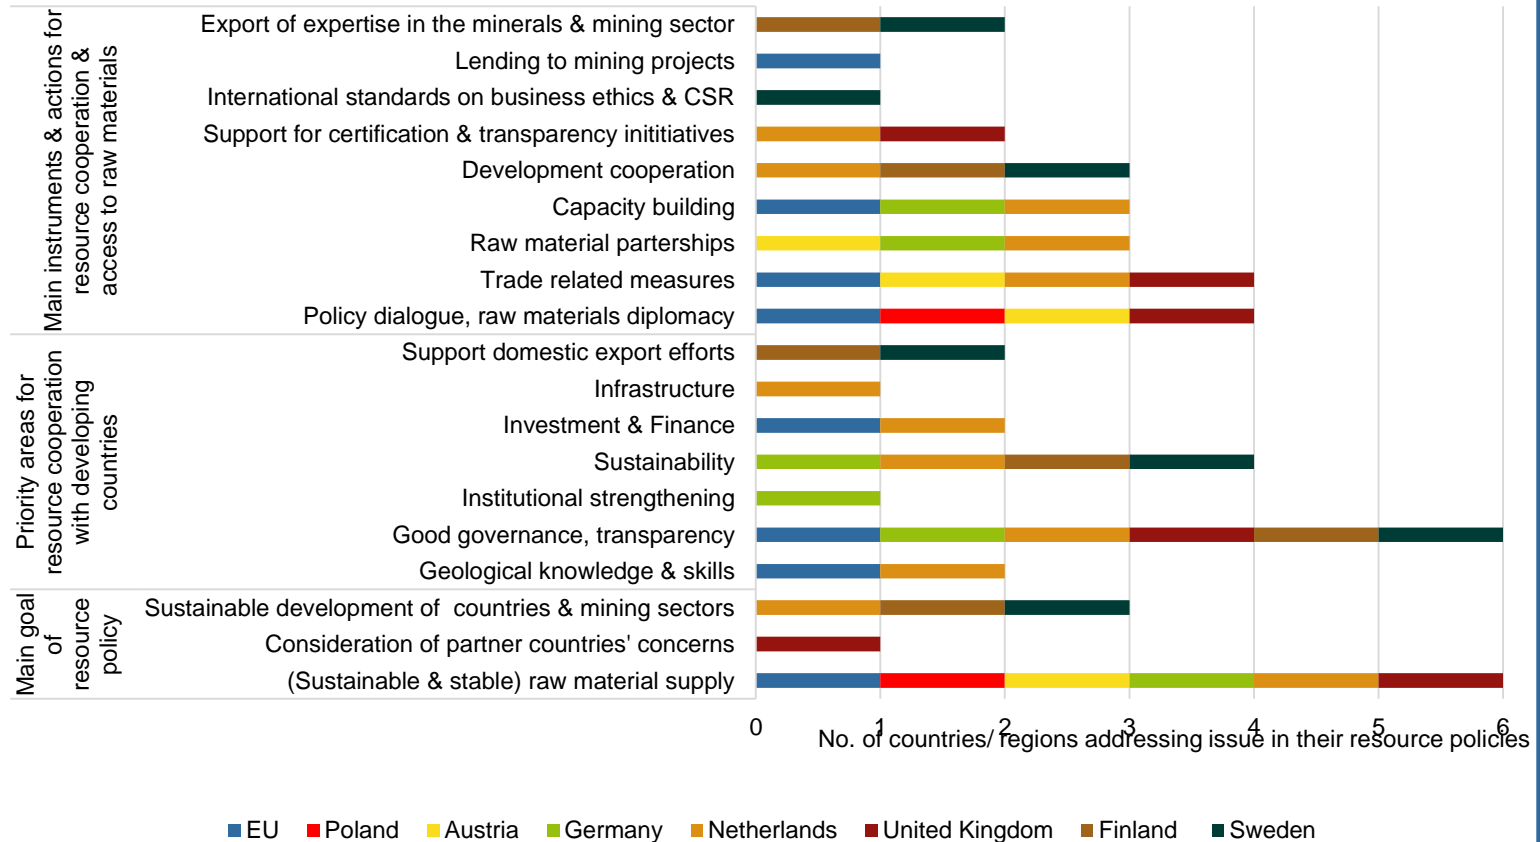 Main instruments & actions for
resource cooperation &
access to raw materials
Export of expertise in the minerals & mining sector
Lending to mining projects
International standards on business ethics & CSR
Support for certification & transparency inititiatives
Development cooperation
Capacity building
Raw material parterships
Trade related measures
Policy dialogue, raw materials diplomacy
Priority areas for
resource cooperation
with developing
countries
Support domestic export efforts
Infrastructure
Investment & Finance
Sustainability
Institutional strengthening
Good governance, transparency
Geological knowledge & skills
Main goal
of
resource
policy
Sustainable development of  countries & mining sectors
Consideration of partner countries' concerns
(Sustainable & stable) raw material supply
0 1 2 3 4 5 6
No. of countries/ regions addressing issue in their resource policies
EU Poland Austria Germany Netherlands United Kingdom Finland Sweden